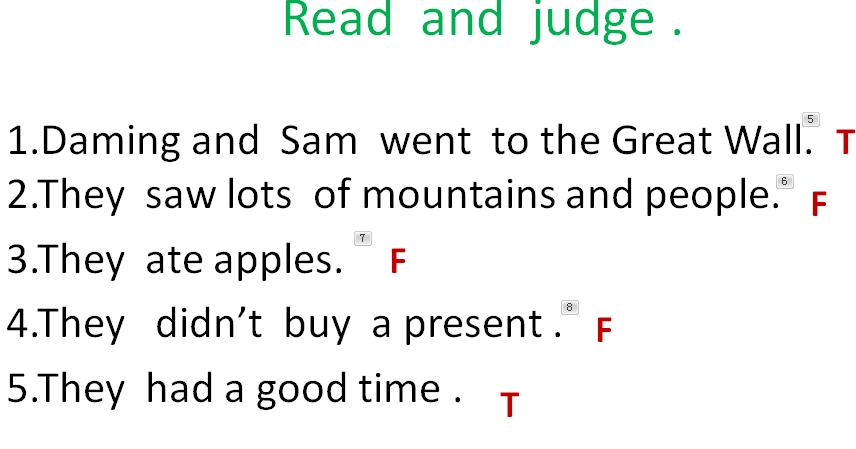 Read and judge .
1.Daming and Sam went to the Great Wall. 5 T
2.They saw lots of mountains and people. 6 F
3.They ate apples. 7 F
4.They didn’t buy a present . 8 F
5.They had a good time . T